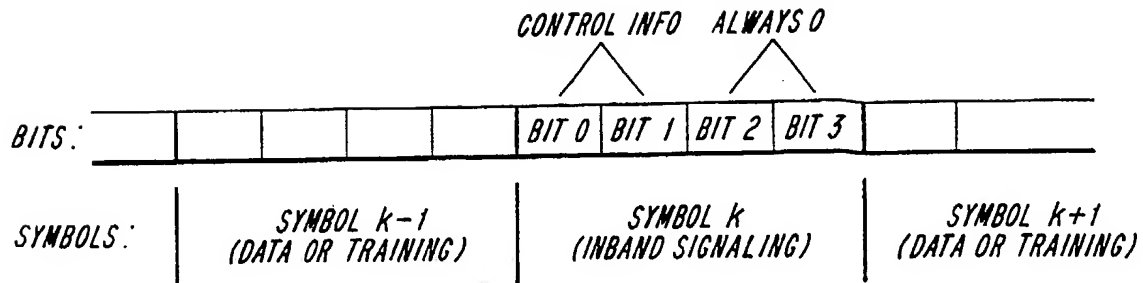 CONTROL INFO ALWAYS 0
BITS: BIT 0 BIT 1 BIT 2 BIT 3
SYMBOLS: SYMBOL k-1 SYMBOL k SYMBOL k+1
(DATA OR TRAINING) (INBAND SIGNALING) (DATA OR TRAINING)